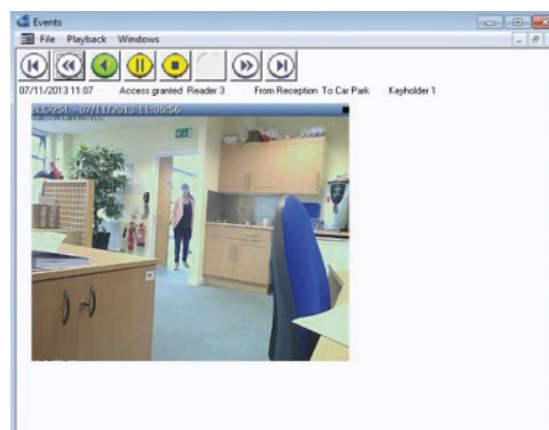 Events
File Playback Windows
07/11/2013 11:07 Access granted Reader 3 From Reception To Car Park Keyholder 1
07/11/2013 11:06:56